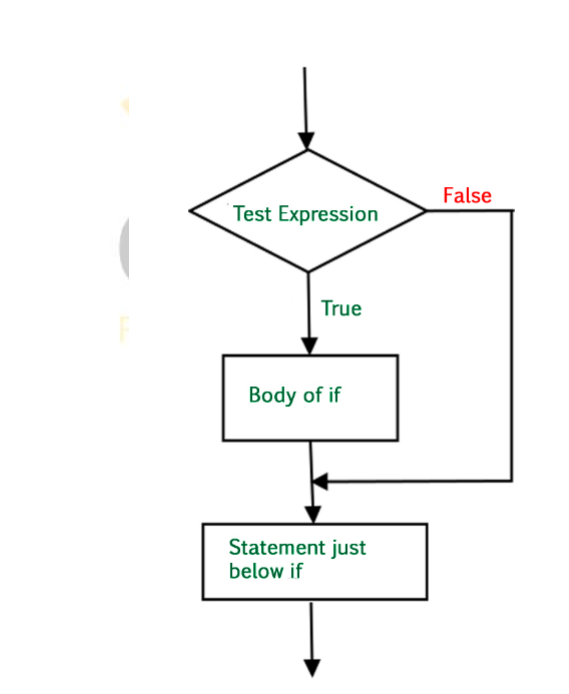 False
Test Expression
True
Body of if
Statement just
below if